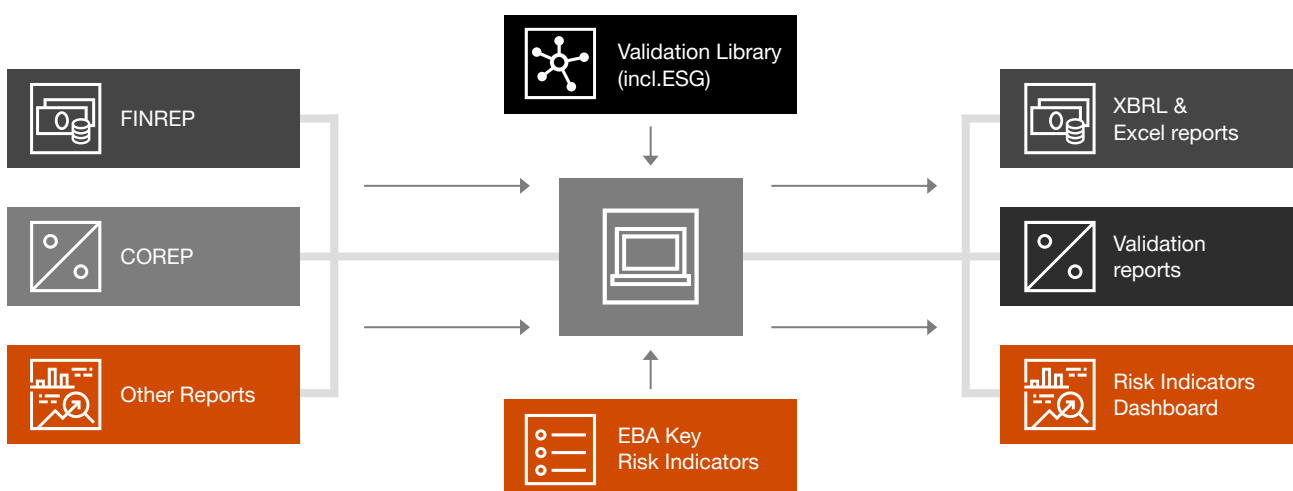 Validation Library
(incl.ESG)
FINREP
XBRL &
Excel reports
COREP
Validation
reports
Other Reports
Risk Indicators
Dashboard
EBA Key
Risk Indicators